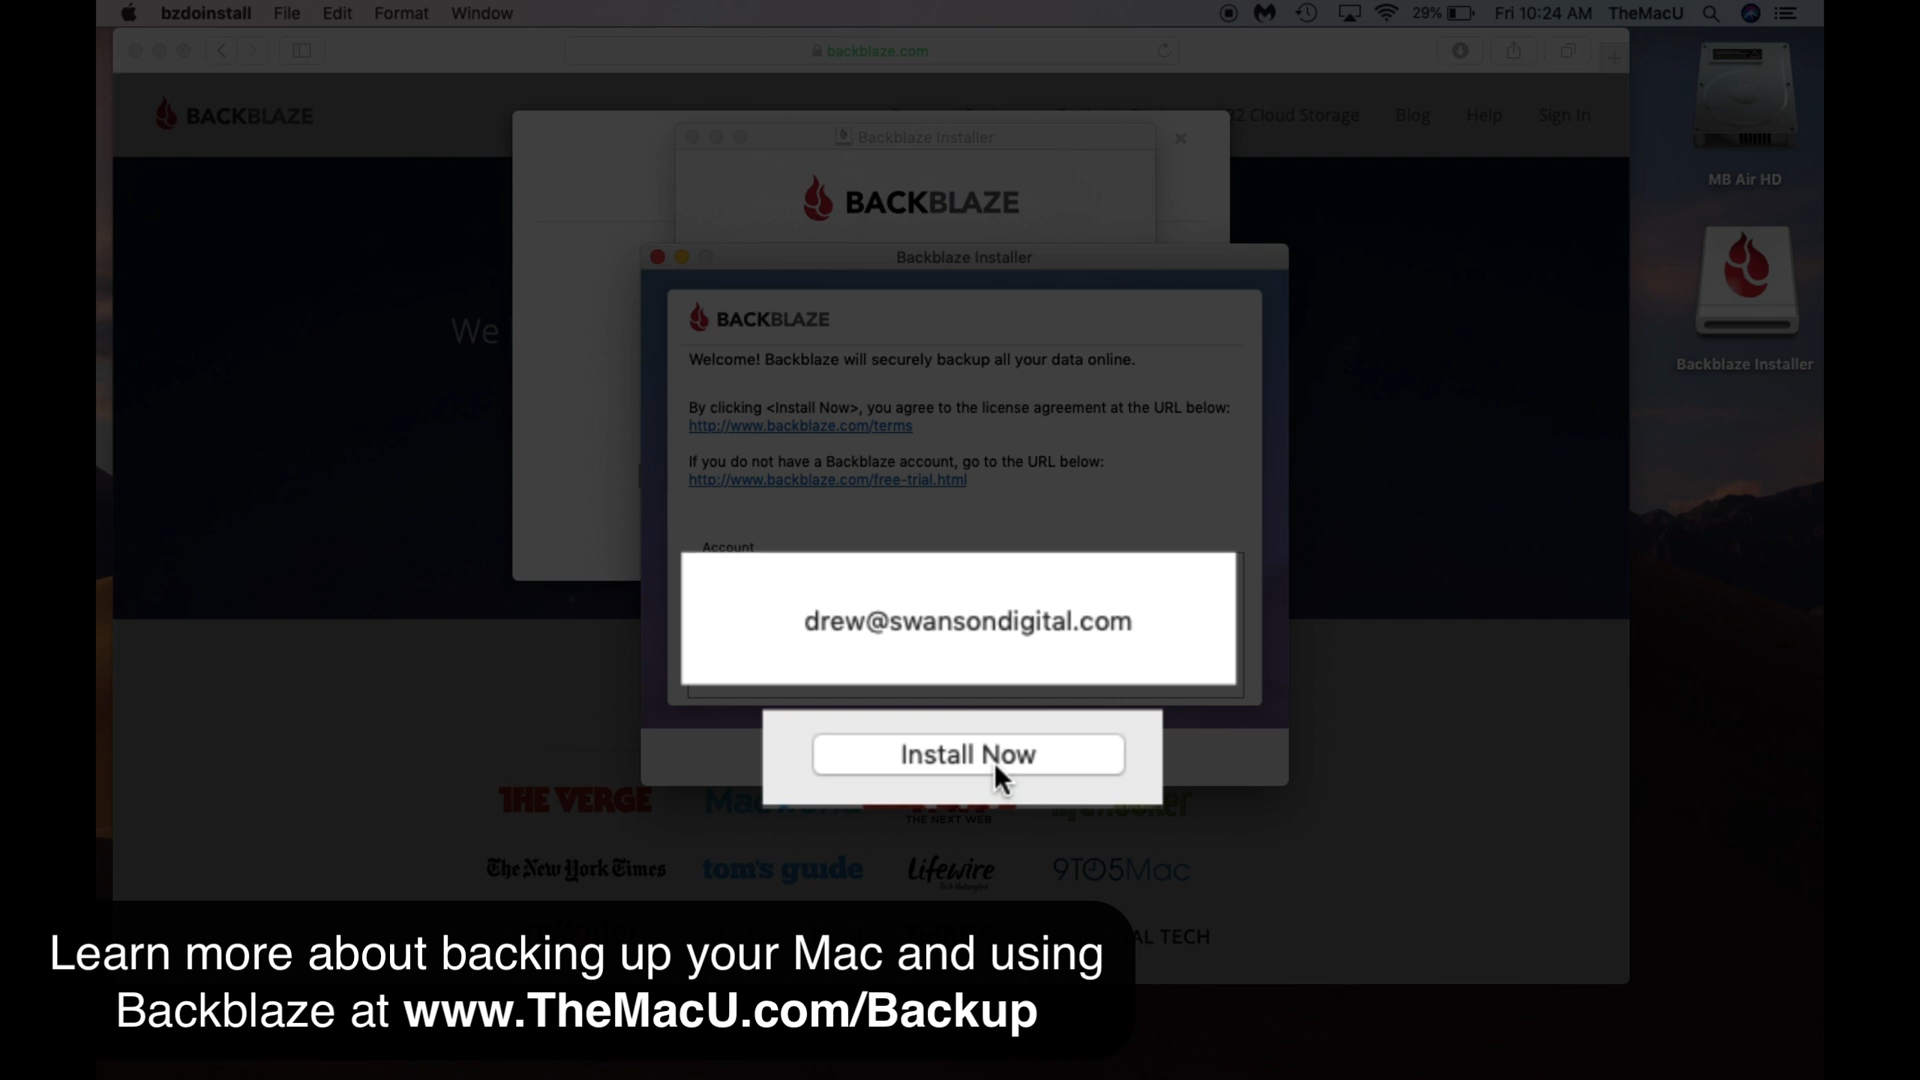 bzdoinstall File Edit Format Window 29% Fri 10:24 AM TheMacU
backblaze.com
BACKBLAZE B2 Cloud Storage Blog Help Sign In
Backblaze Installer
BACKBLAZE
MB Air HD
Backblaze Installer
Backblaze Installer
BACKBLAZE
We
Welcome! Backblaze will securely backup all your data online.
By clicking <Install Now>, you agree to the license agreement at the URL below:
http://www.backblaze.com/terms
If you do not have a Backblaze account, go to the URL below:
http://www.backblaze.com/free-trial.html
Account
drew@swansondigital.com
Install Now
THE VERGE
THE NEXT WEB
The New York Times tom's guide Lifewire 9TO5Mac
TECH
Learn more about backing up your Mac and using
Backblaze at www.TheMacU.com/Backup